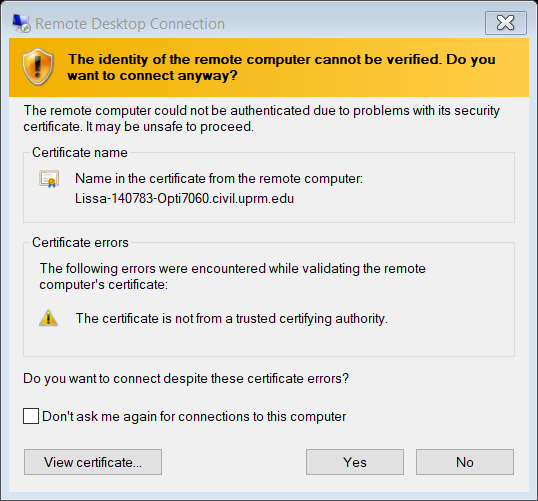 Remote Desktop Connection
The identity of the remote computer cannot be verified. Do you
want to connect anyway?
The remote computer could not be authenticated due to problems with its security
certificate. It may be unsafe to proceed.
Certificate name
Name in the certificate from the remote computer:
Lissa-140783-Opti7060.civil.uprm.edu
Certificate errors
The following errors were encountered while validating the remote
computer's certificate:
The certificate is not from a trusted certifying authority.
Do you want to connect despite these certificate errors?
Don't ask me again for connections to this computer
View certificate... Yes No